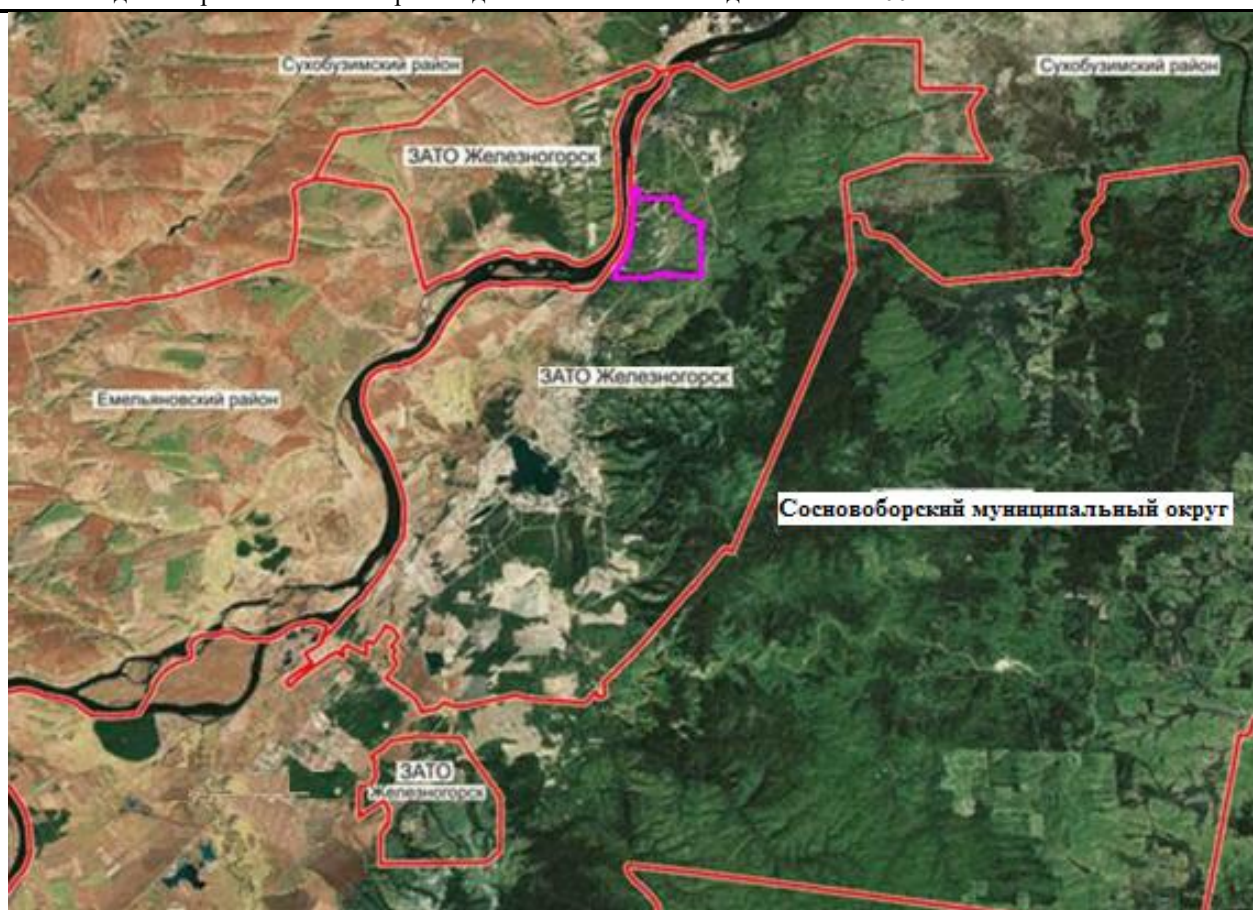 Сухобузимский район
Сухобузимский район
ЗАТО Железногорск
ЗАТО Железногорск
Емельяновский район
Сосновоборский муниципальный округ
ЗАТО
Железногорск